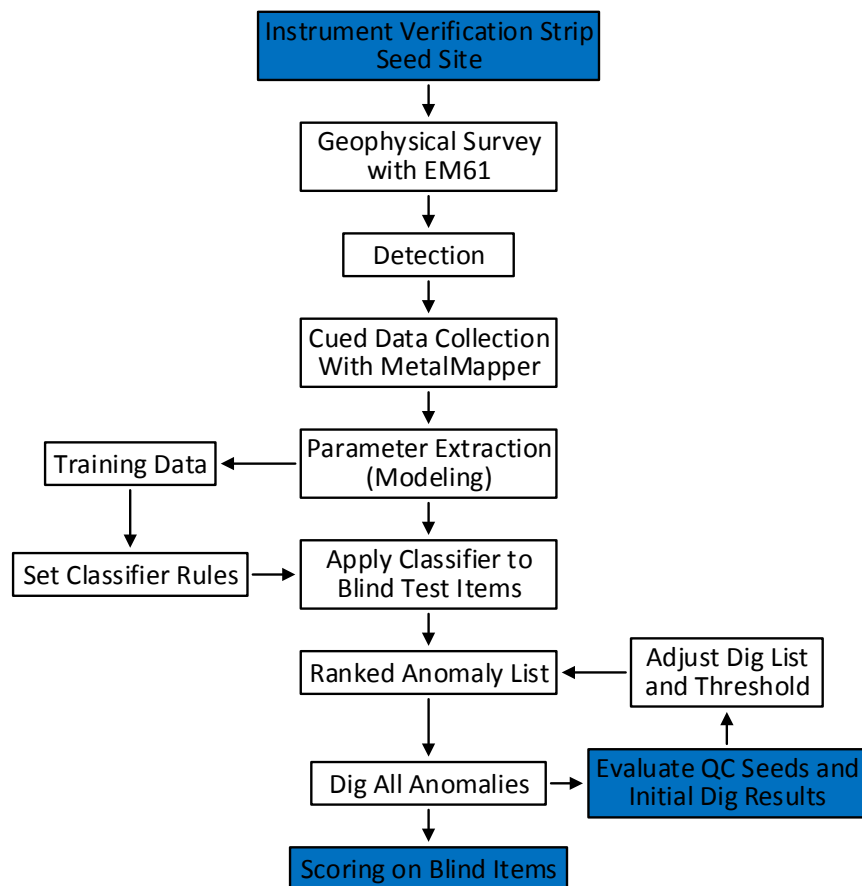 Instrument Verification Strip
Seed Site
Geophysical Survey
with EM61
Detection
Cued Data Collection
With MetalMapper
Parameter Extraction
(Modeling)
Training Data
Set Classifier Rules
Apply Classifier to
Blind Test Items
Ranked Anomaly List
Adjust Dig List
and Threshold
Dig All Anomalies
Evaluate QC Seeds and
Initial Dig Results
Scoring on Blind Items